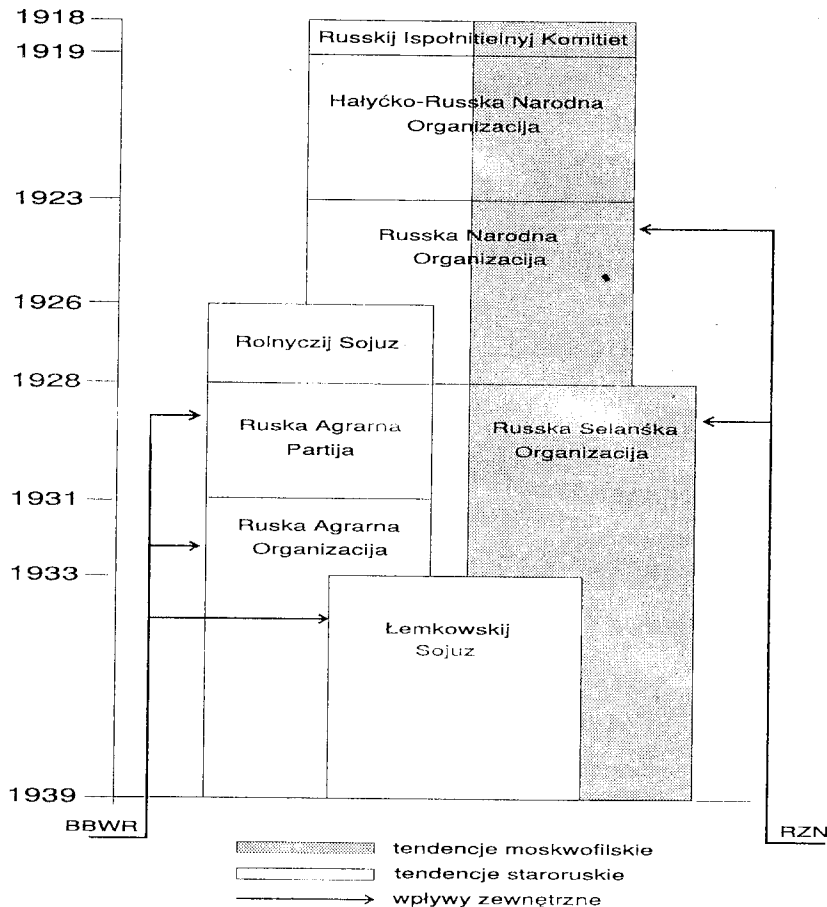 1918
Russkij Ispołnitielnyj Komitiet
1919
Hałyćko-Russka Narodna
Organizacija
1923
Russka Narodna
Organizacija
1926
Rolnyczij Sojuz
1928
Ruska Agrarna
Partija
Russka Selanśka
Organizacija
1931
Ruska Agrarna
Organizacija
1933
Łemkowskij
Sojuz
1939
BBWR
RZN
tendencje moskwofilskie
tendencje staroruskie
wpływy zewnętrzne